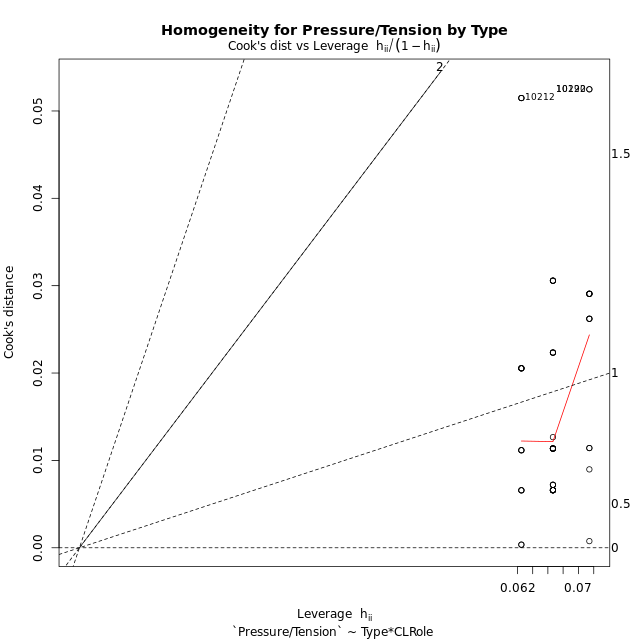 Homogeneity for Pressure/Tension by Type
Cook's dist vs Leverage hii/(1 − hii)
2
10212
1.5
0.05
0.04
0.03
0.02
0.01
0.00
Cook's distance
1
0.5
0
0.062
0.07
Leverage hii
`Pressure/Tension` ~ Type*CLRole